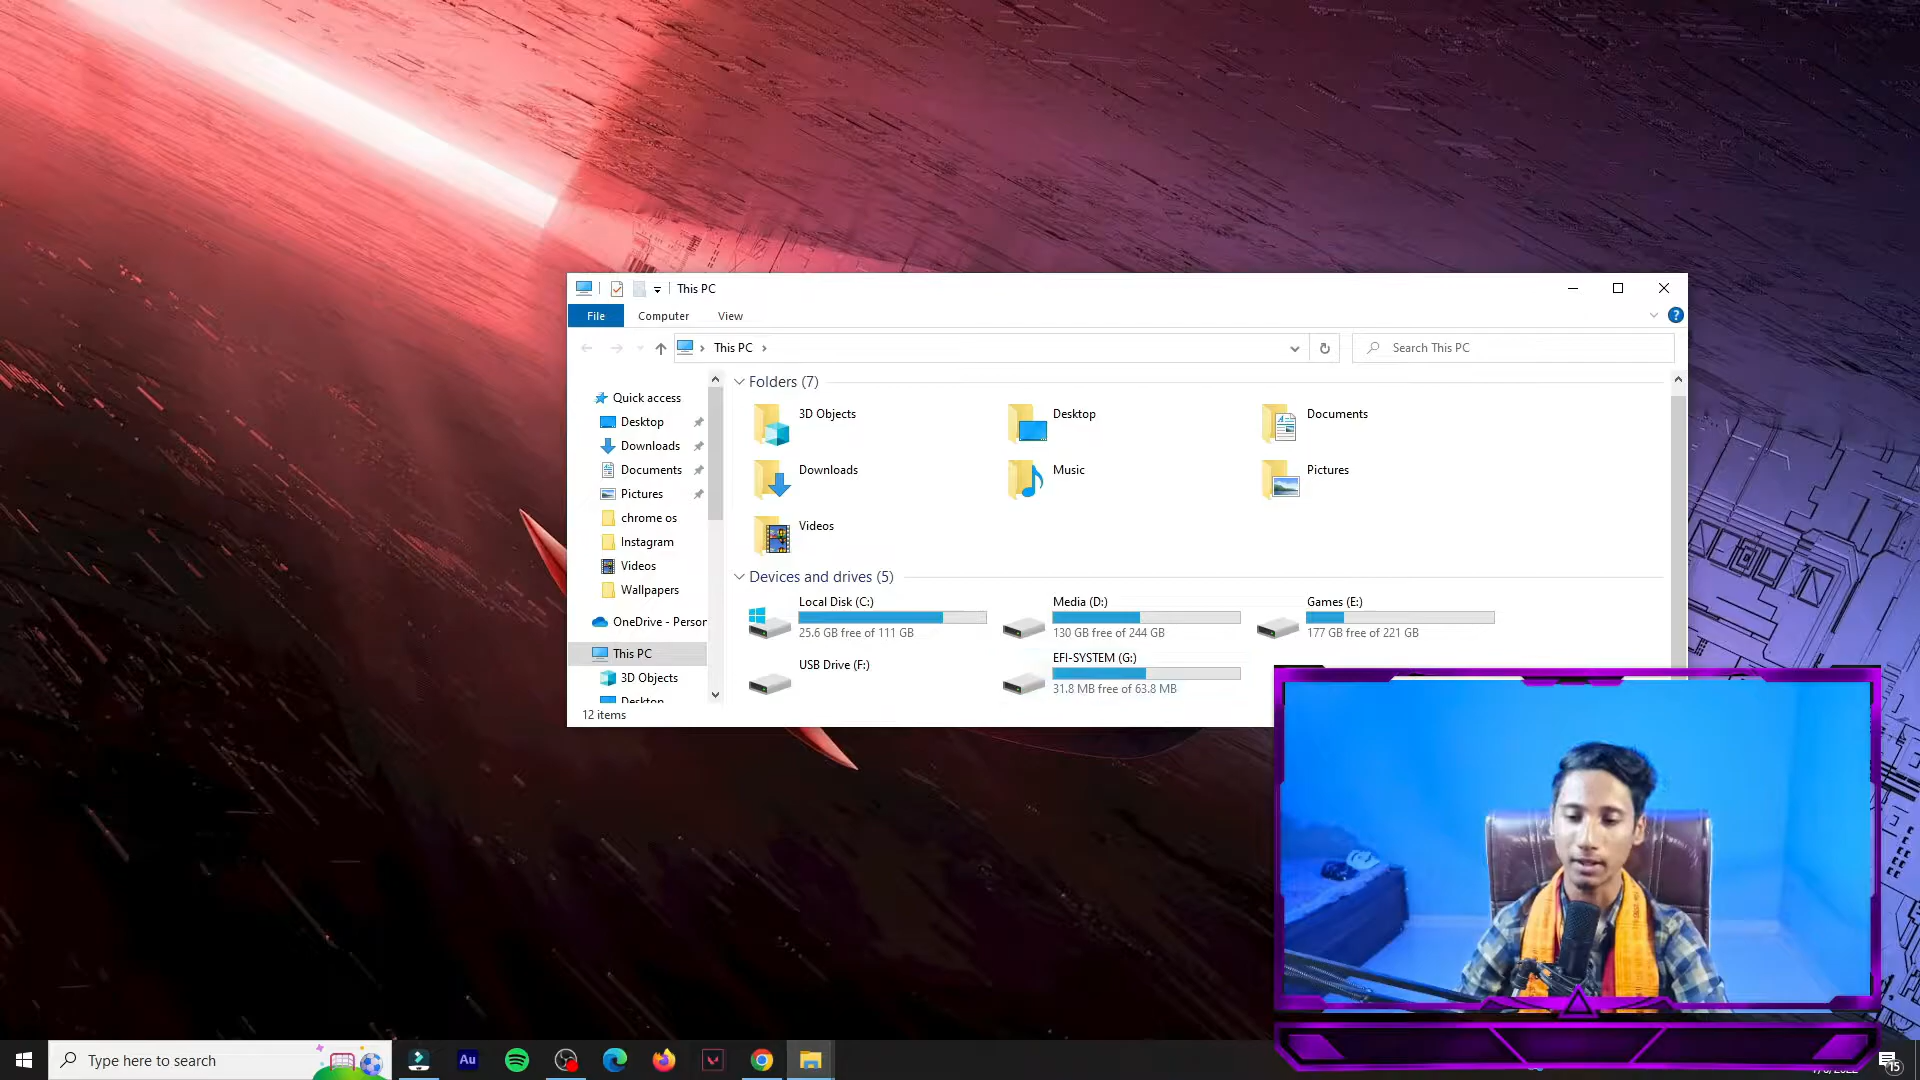 This PC
File Computer View
This PC
Search This PC
Quick access
Desktop
Downloads
Documents
Pictures
chrome os
Instagram
Videos
Wallpapers
OneDrive - Person
This PC
3D Objects
Desktop
12 items
Folders (7)
3D Objects
Desktop
Documents
Downloads
Music
Pictures
Videos
Devices and drives (5)
Local Disk (C:)
25.6 GB free of 111 GB
Media (D:)
130 GB free of 244 GB
Games (E:)
177 GB free of 221 GB
USB Drive (F:)
EFI-SYSTEM (G:)
31.8 MB free of 63.8 MB
Type here to search
Au
15